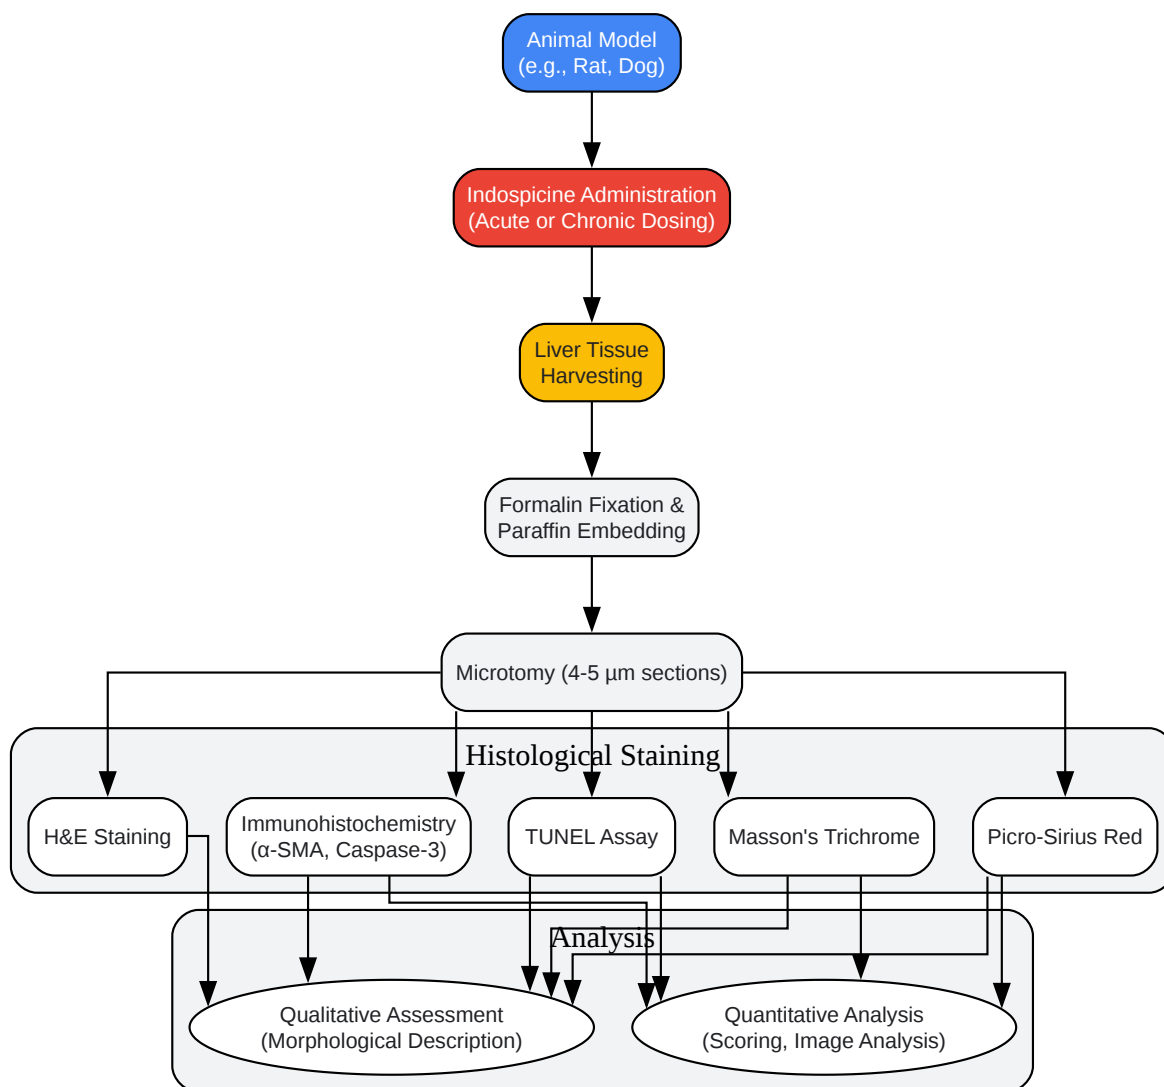 Animal Model
(e.g., Rat, Dog)
Indospicine Administration
(Acute or Chronic Dosing)
Liver Tissue
Harvesting
Formalin Fixation &
Paraffin Embedding
Microtomy (4-5 µm sections)
Histological Staining
H&E Staining
Immunohistochemistry
(α-SMA, Caspase-3)
TUNEL Assay
Masson's Trichrome
Picro-Sirius Red
Analysis
Qualitative Assessment
(Morphological Description)
Quantitative Analysis
(Scoring, Image Analysis)